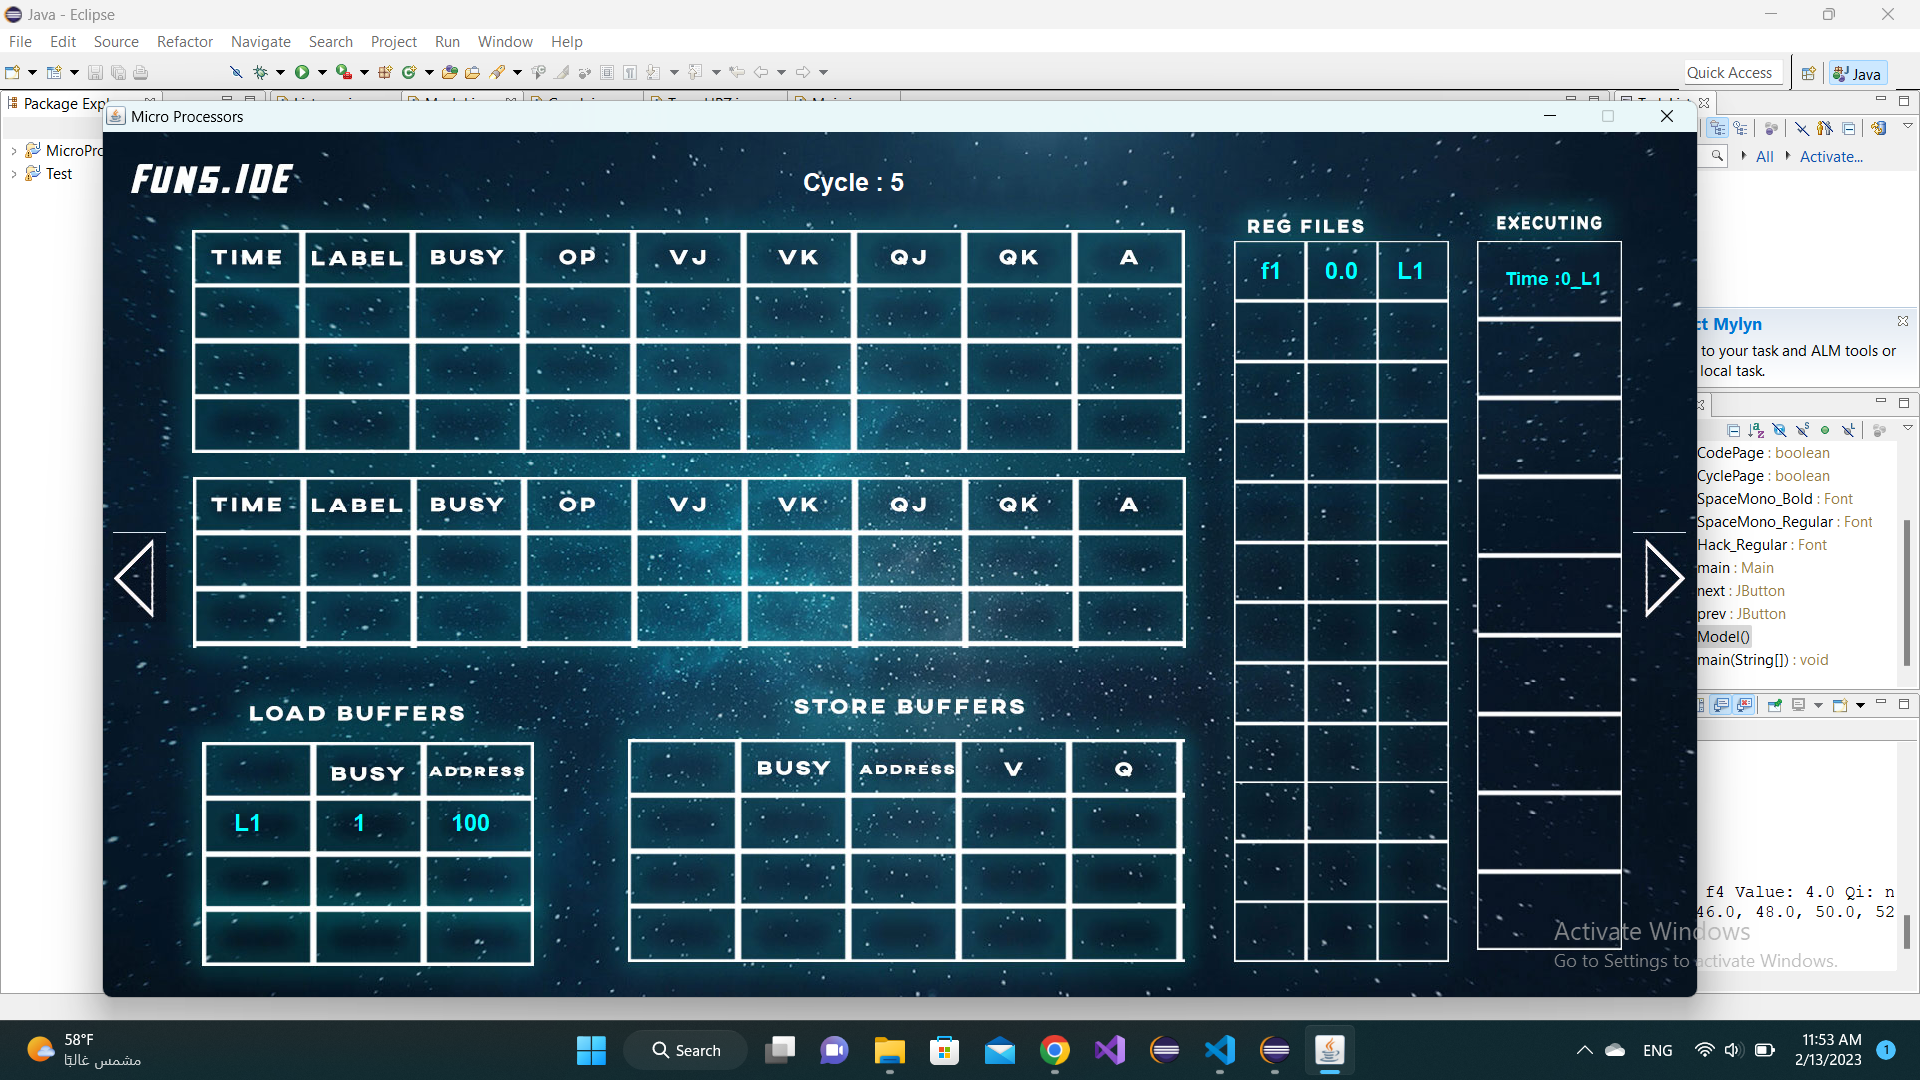 Java - Eclipse
File Edit Source Refactor Navigate Search Project Run Window Help
Quick Access
Java
Package Exp
Micro Processors
MicroPro
Test
All
Activate...
FUNS.IDE
Cycle : 5
REG FILES
EXECUTING
TIME LABEL BUSY OP VJ VK QJ QK A
f1 0.0 L1
Time :0_L1
ct Mylyn
to your task and ALM tools or
local task.
TIME LABEL BUSY OP VJ VK QJ QK A
CodePage : boolean
CyclePage : boolean
SpaceMono_Bold : Font
SpaceMono_Regular : Font
Hack_Regular : Font
main : Main
next : JButton
prev : JButton
Model()
main(String[]) : void
LOAD BUFFERS
STORE BUFFERS
BUSY ADDRESS
BUSY ADDRESS V Q
L1 1 100
f4 Value: 4.0 Qi: n
46.0, 48.0, 50.0, 52
Activate Windows
Go to Settings to activate Windows.
58°F
مشمس غالبًا
Search
ENG
11:53 AM
2/13/2023
1